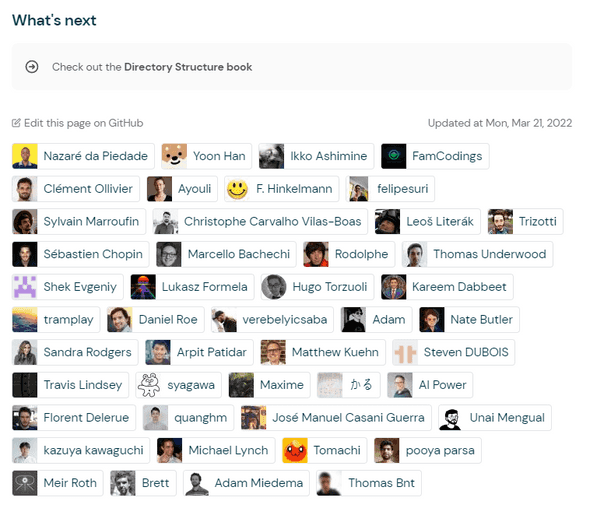 What's next
Check out the Directory Structure book
Edit this page on GitHub Updated at Mon, Mar 21, 2022
Nazaré da Piedade Yoon Han Ikko Ashimine FamCodings
Clément Ollivier Ayouli F. Hinkelmann felipesuri
Sylvain Marroufin Christophe Carvalho Vilas-Boas Leoš Literák Trizotti
Sébastien Chopin Marcello Bachechi Rodolphe Thomas Underwood
Shek Evgeniy Lukasz Formela Hugo Torzuoli Kareem Dabbeet
tramplay Daniel Roe verebelyicsaba Adam Nate Butler
Sandra Rodgers Arpit Patidar Matthew Kuehn Steven DUBOIS
Travis Lindsey syagawa Maxime かる Al Power
Florent Delerue quanghm José Manuel Casani Guerra Unai Mengual
kazuya kawaguchi Michael Lynch Tomachi pooya parsa
Meir Roth Brett Adam Miedema Thomas Bnt